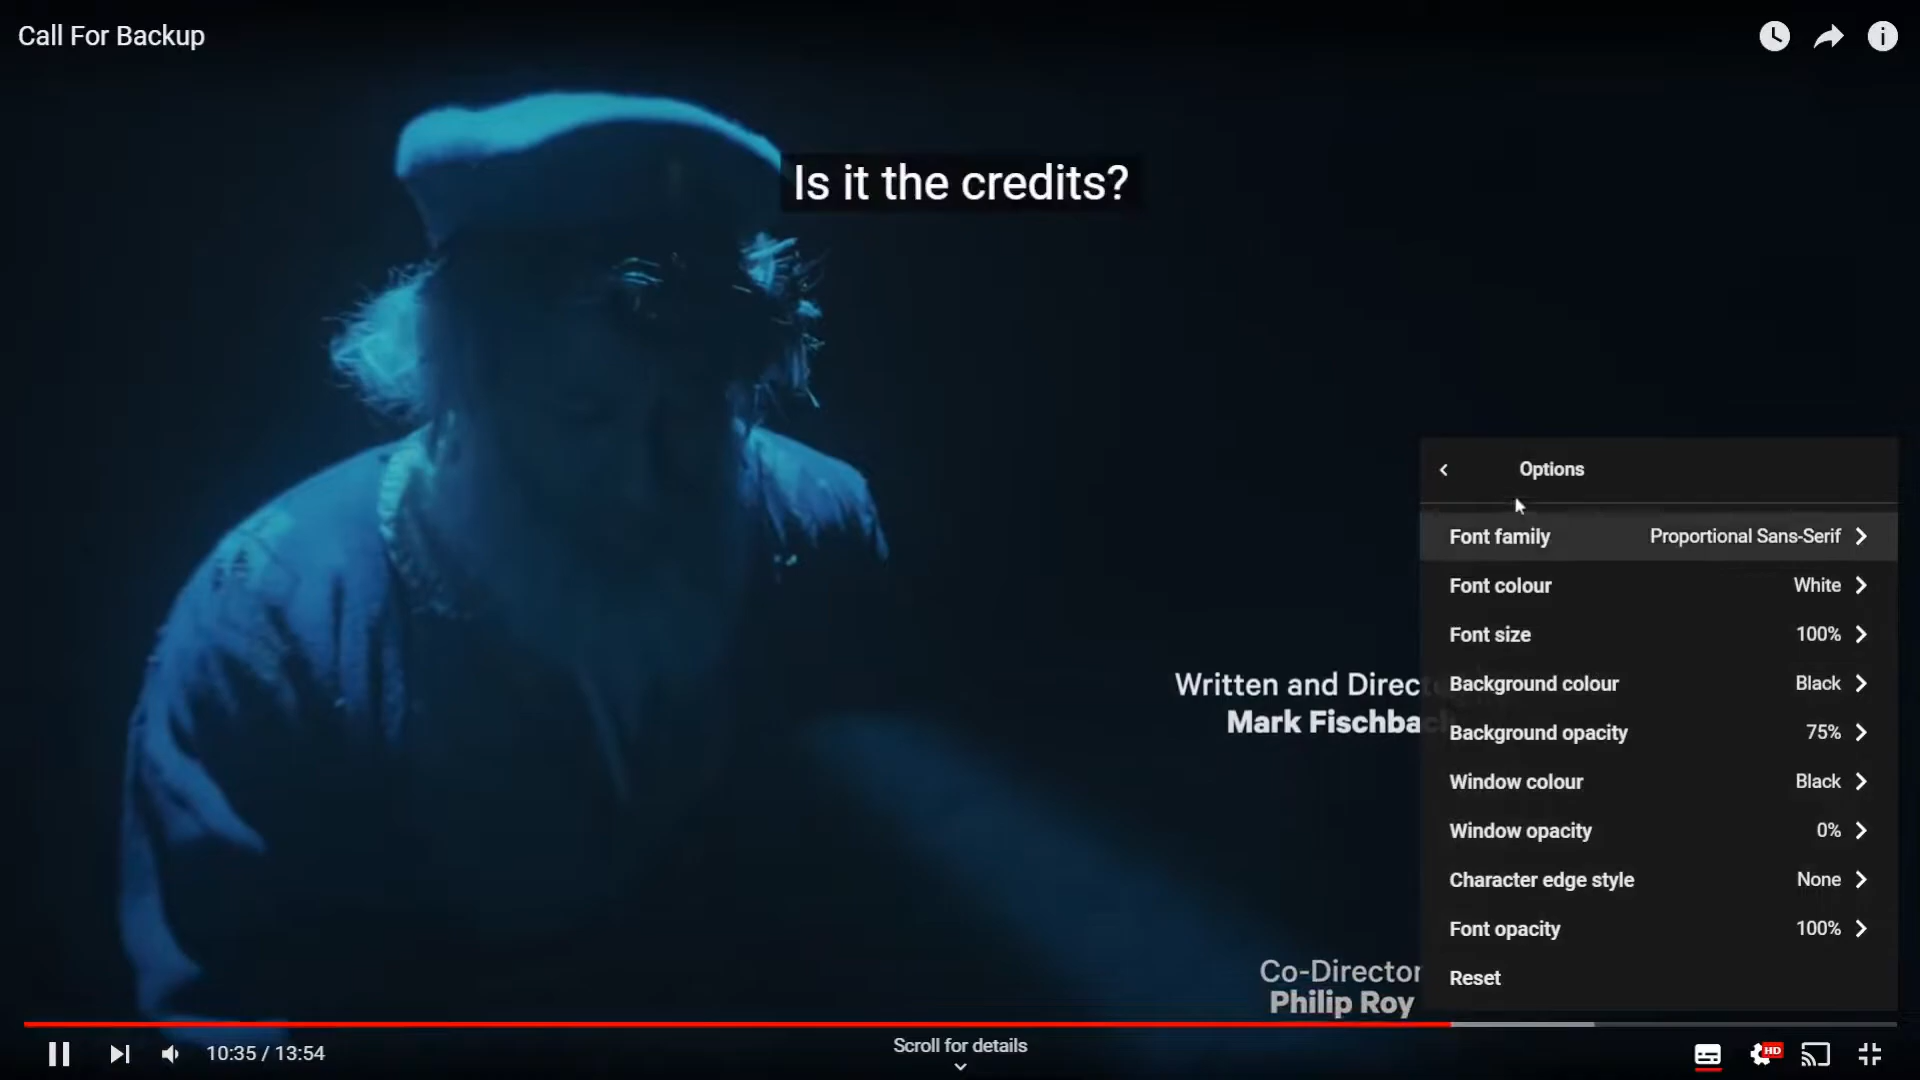 Call For Backup
Is it the credits?
Options
Font family Proportional Sans-Serif
Font colour White
Font size 100%
Written and Direc
Mark Fischbac
Background colour Black
Background opacity 75%
Window colour Black
Window opacity 0%
Character edge style None
Font opacity 100%
Co-Director
Philip Roy
Reset
10:35 / 13:54
Scroll for details
HD